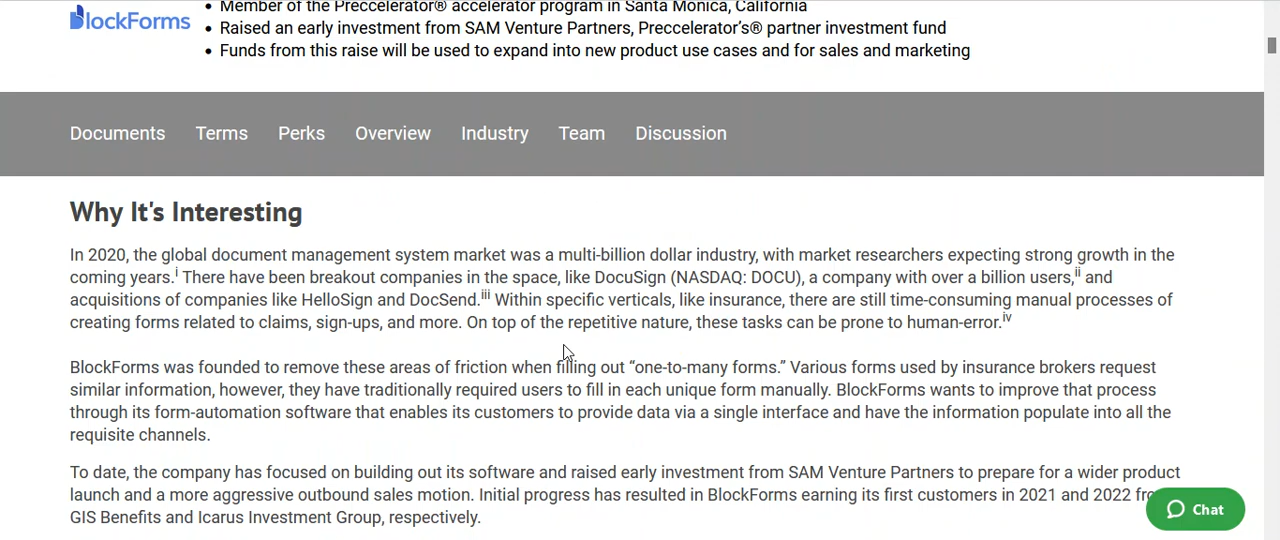 BlockForms
• Member of the Preccelerator® accelerator program in Santa Monica, California
• Raised an early investment from SAM Venture Partners, Preccelerator’s® partner investment fund
• Funds from this raise will be used to expand into new product use cases and for sales and marketing
Documents Terms Perks Overview Industry Team Discussion
Why It's Interesting
In 2020, the global document management system market was a multi-billion dollar industry, with market researchers expecting strong growth in the
coming years.i There have been breakout companies in the space, like DocuSign (NASDAQ: DOCU), a company with over a billion users,ii and
acquisitions of companies like HelloSign and DocSend.iii Within specific verticals, like insurance, there are still time-consuming manual processes of
creating forms related to claims, sign-ups, and more. On top of the repetitive nature, these tasks can be prone to human-error.iv
BlockForms was founded to remove these areas of friction when filling out “one-to-many forms.” Various forms used by insurance brokers request
similar information, however, they have traditionally required users to fill in each unique form manually. BlockForms wants to improve that process
through its form-automation software that enables its customers to provide data via a single interface and have the information populate into all the
requisite channels.
To date, the company has focused on building out its software and raised early investment from SAM Venture Partners to prepare for a wider product
launch and a more aggressive outbound sales motion. Initial progress has resulted in BlockForms earning its first customers in 2021 and 2022
GIS Benefits and Icarus Investment Group, respectively.
Chat